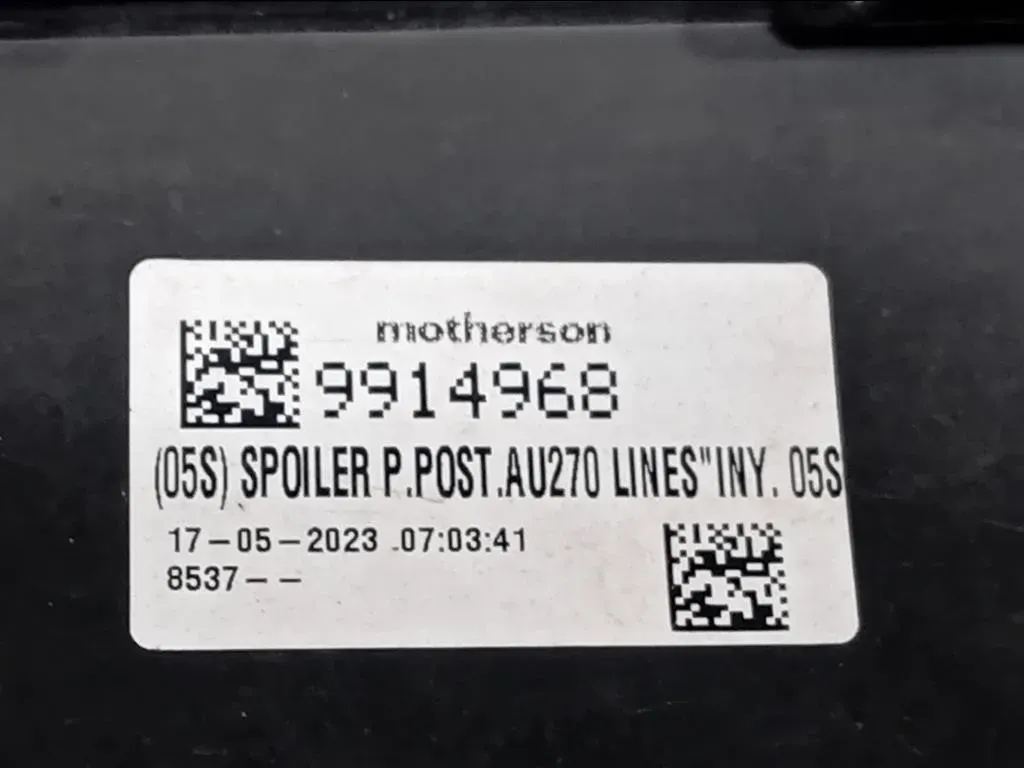 motherson
9914968
(05S) SPOILER P.POST.AU270 LINES"INY. 05S
17-05-2023 .07:03:41
8537--